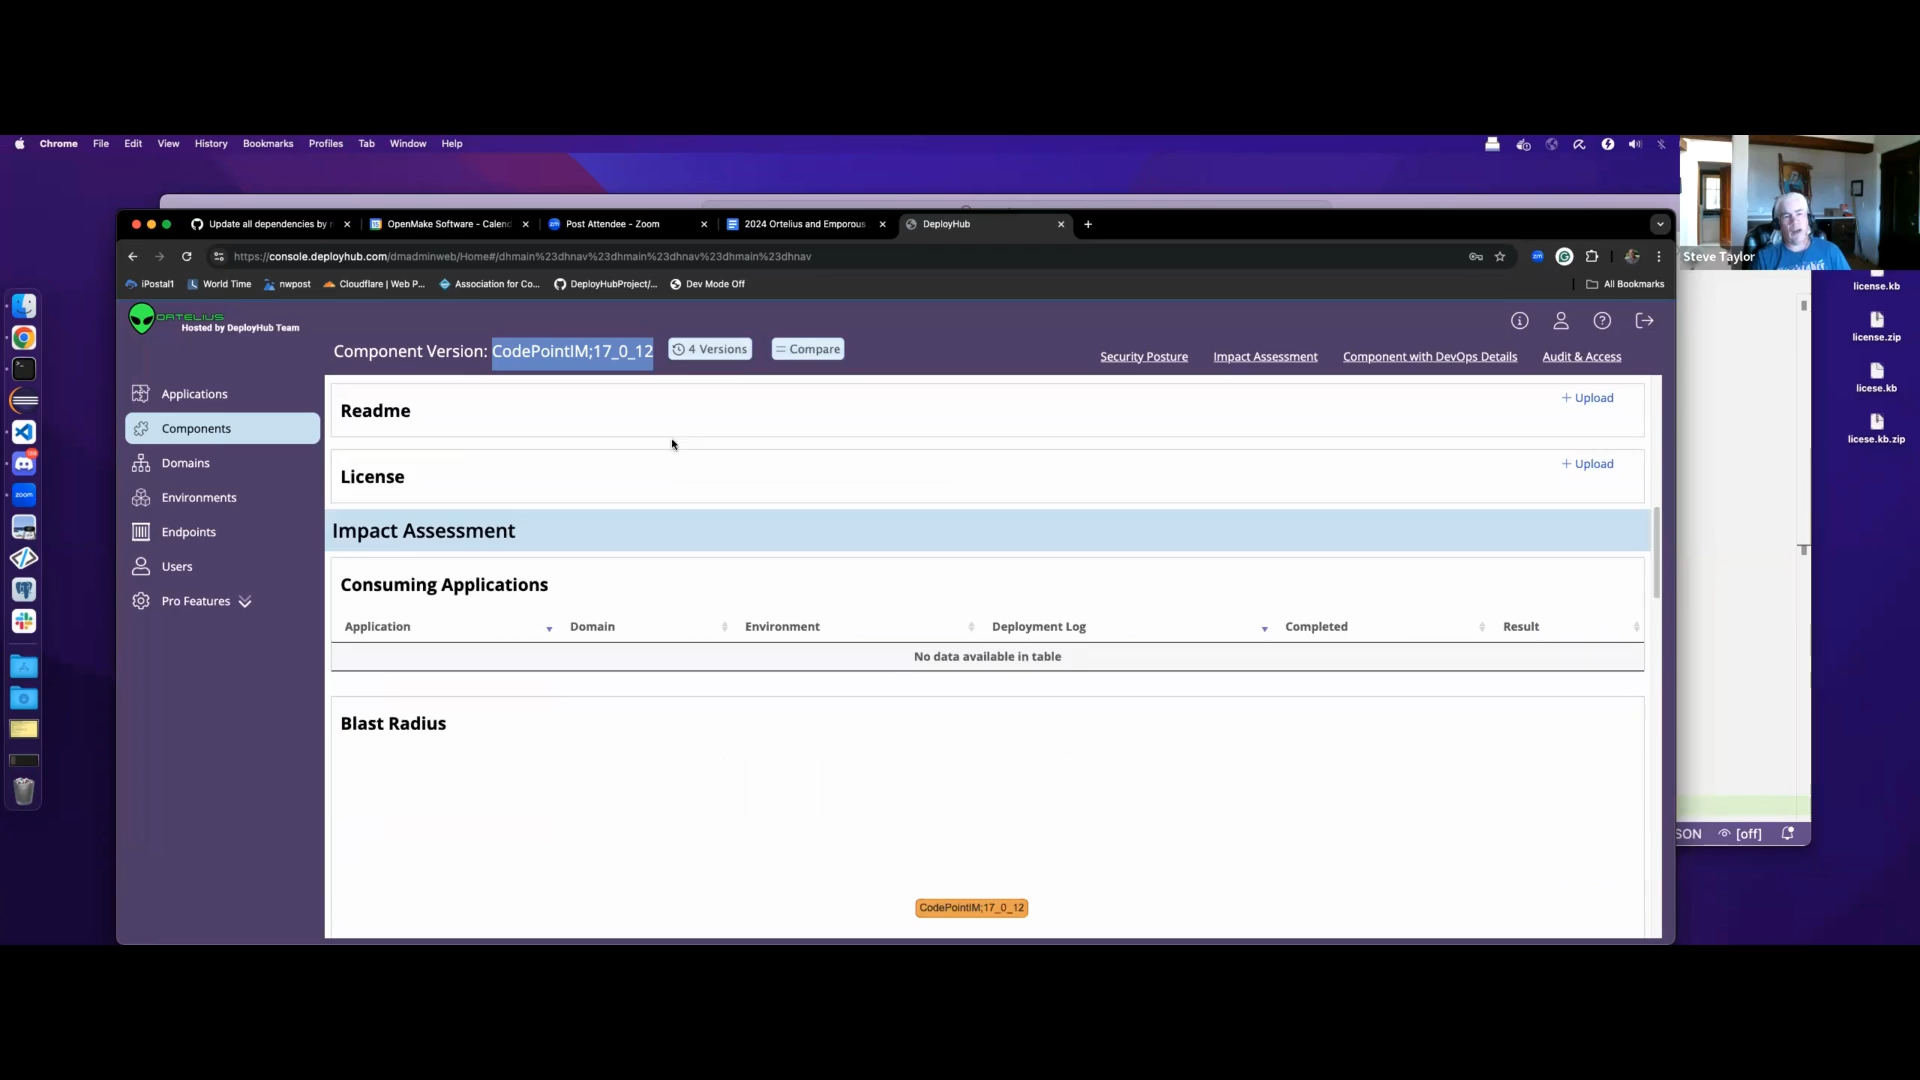 Chrome File Edit View History Bookmarks Profiles Tab Window Help
Update all dependencies by r
OpenMake Software - Calend
Post Attendee - Zoom
2024 Ortelius and Emporous
DeployHub
https://console.deployhub.com/dmadminweb/Home#/dhmain%23dhnav%23dhmain%23dhnav%23dhmain%23dhnav
iPostal1 World Time nwpost Cloudflare | Web P... Association for Co... DeployHubProject/... Dev Mode Off All Bookmarks
Steve Taylor
license.kb
license.zip
licese.kb
licese.kb.zip
ORTELIUS
Hosted by DeployHub Team
Component Version: CodePointIM;17_0_12
4 Versions
Compare
Security Posture Impact Assessment Component with DevOps Details Audit & Access
Applications
Components
Domains
Environments
Endpoints
Users
Pro Features
Readme
+ Upload
License
+ Upload
Impact Assessment
Consuming Applications
Application Domain Environment Deployment Log Completed Result
No data available in table
Blast Radius
CodePointIM;17_0_12
zoom
SON [off]